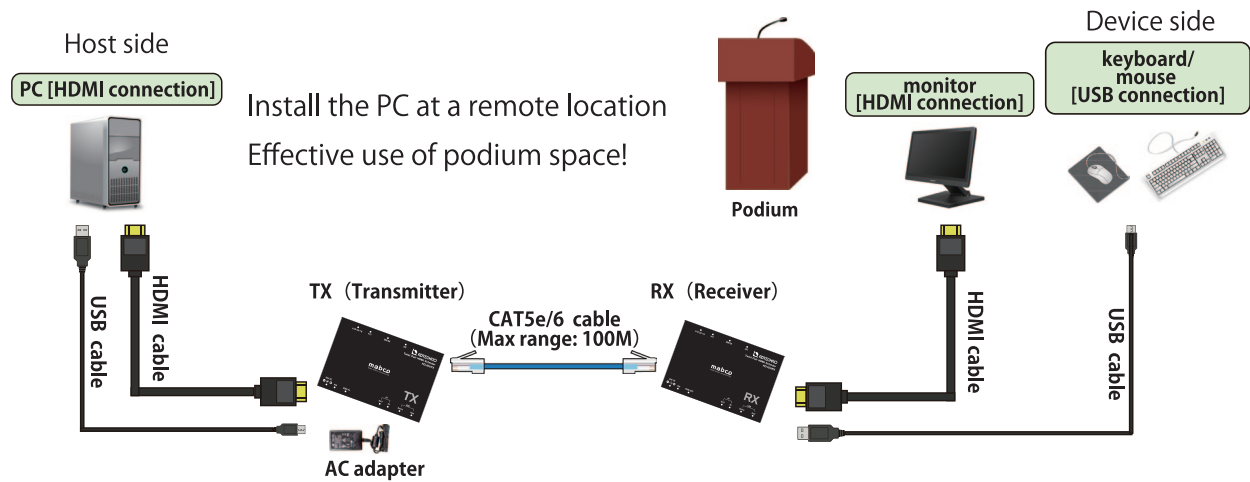 Host side
PC [HDMI connection]
Install the PC at a remote location
Effective use of podium space!
Podium
Device side
monitor
[HDMI connection]
keyboard/
mouse
[USB connection]
USB cable
HDMI cable
TX（Transmitter）
mabco
TX
AC adapter
CAT5e/6 cable
（Max range: 100M）
RX（Receiver）
mabco
RX
HDMI cable
USB cable